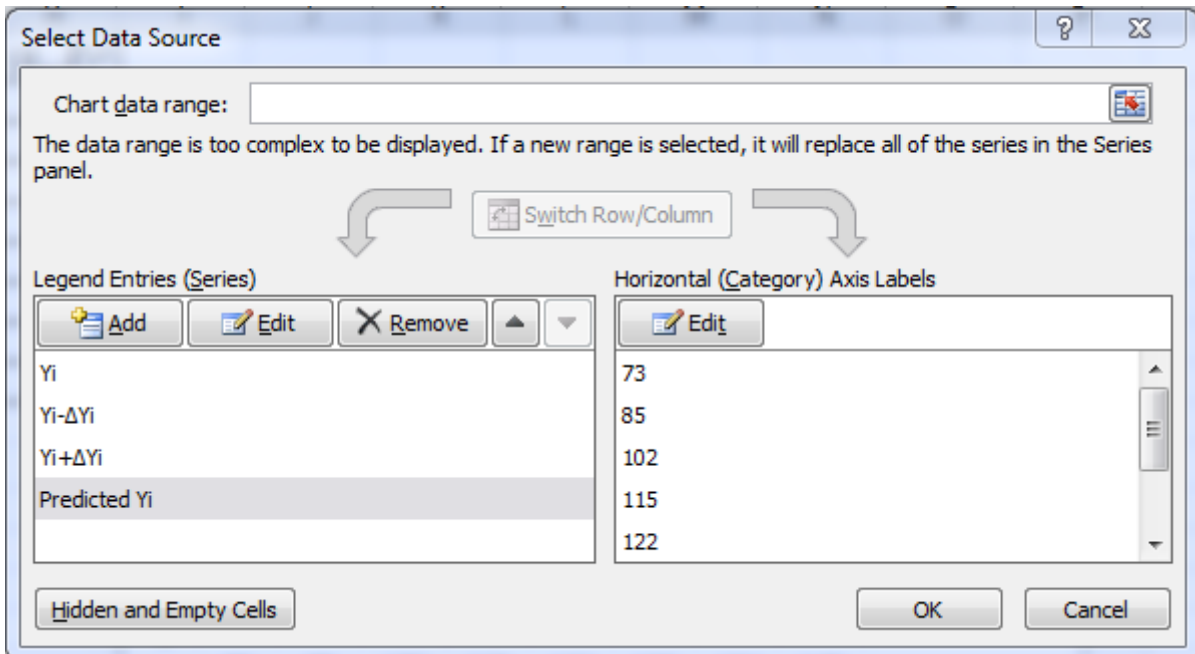 Select Data Source
Chart data range:
The data range is too complex to be displayed. If a new range is selected, it will replace all of the series in the Series
panel.
Switch Row/Column
Legend Entries (Series)
Add Edit Remove
Yi
Yi-ΔYi
Yi+ΔYi
Predicted Yi
Horizontal (Category) Axis Labels
Edit
73
85
102
115
122
Hidden and Empty Cells
OK Cancel